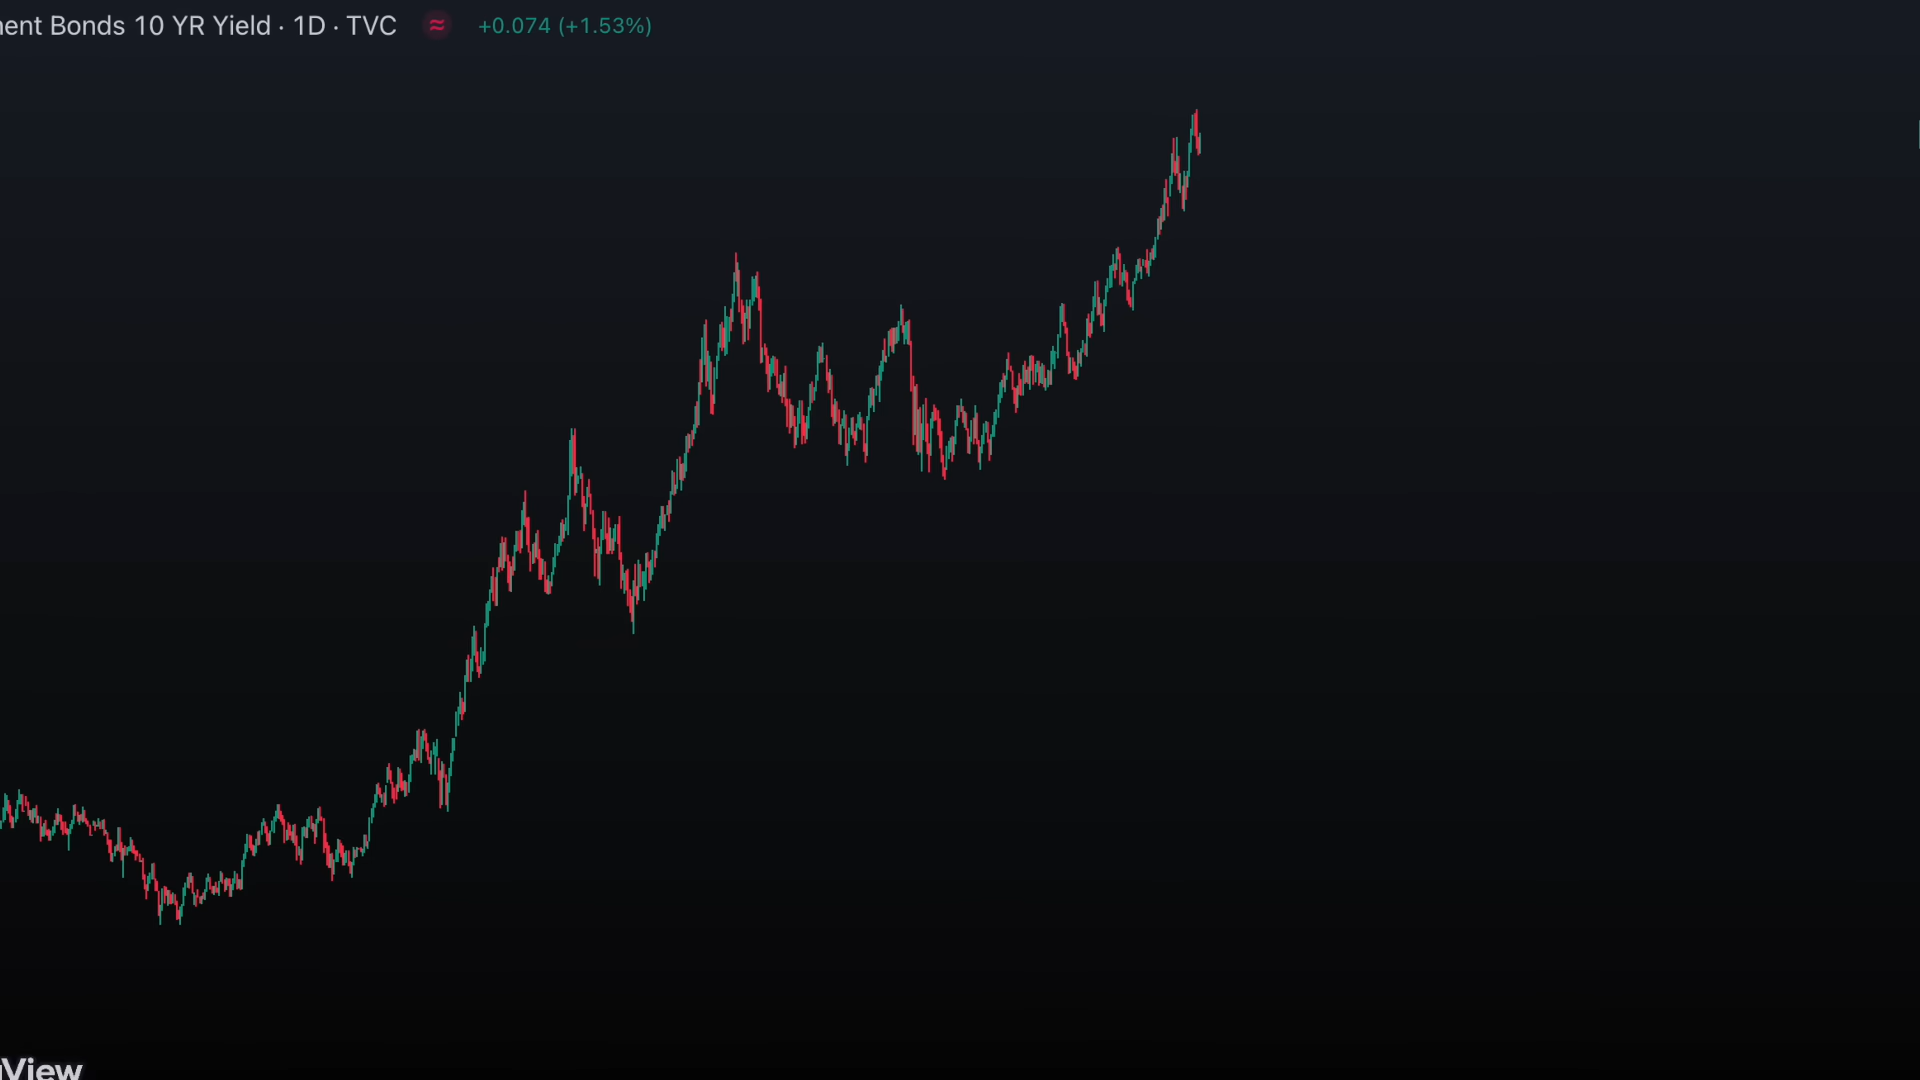 ent Bonds 10 YR Yield · 1D · TVC ≈ +0.074 (+1.53%)
View